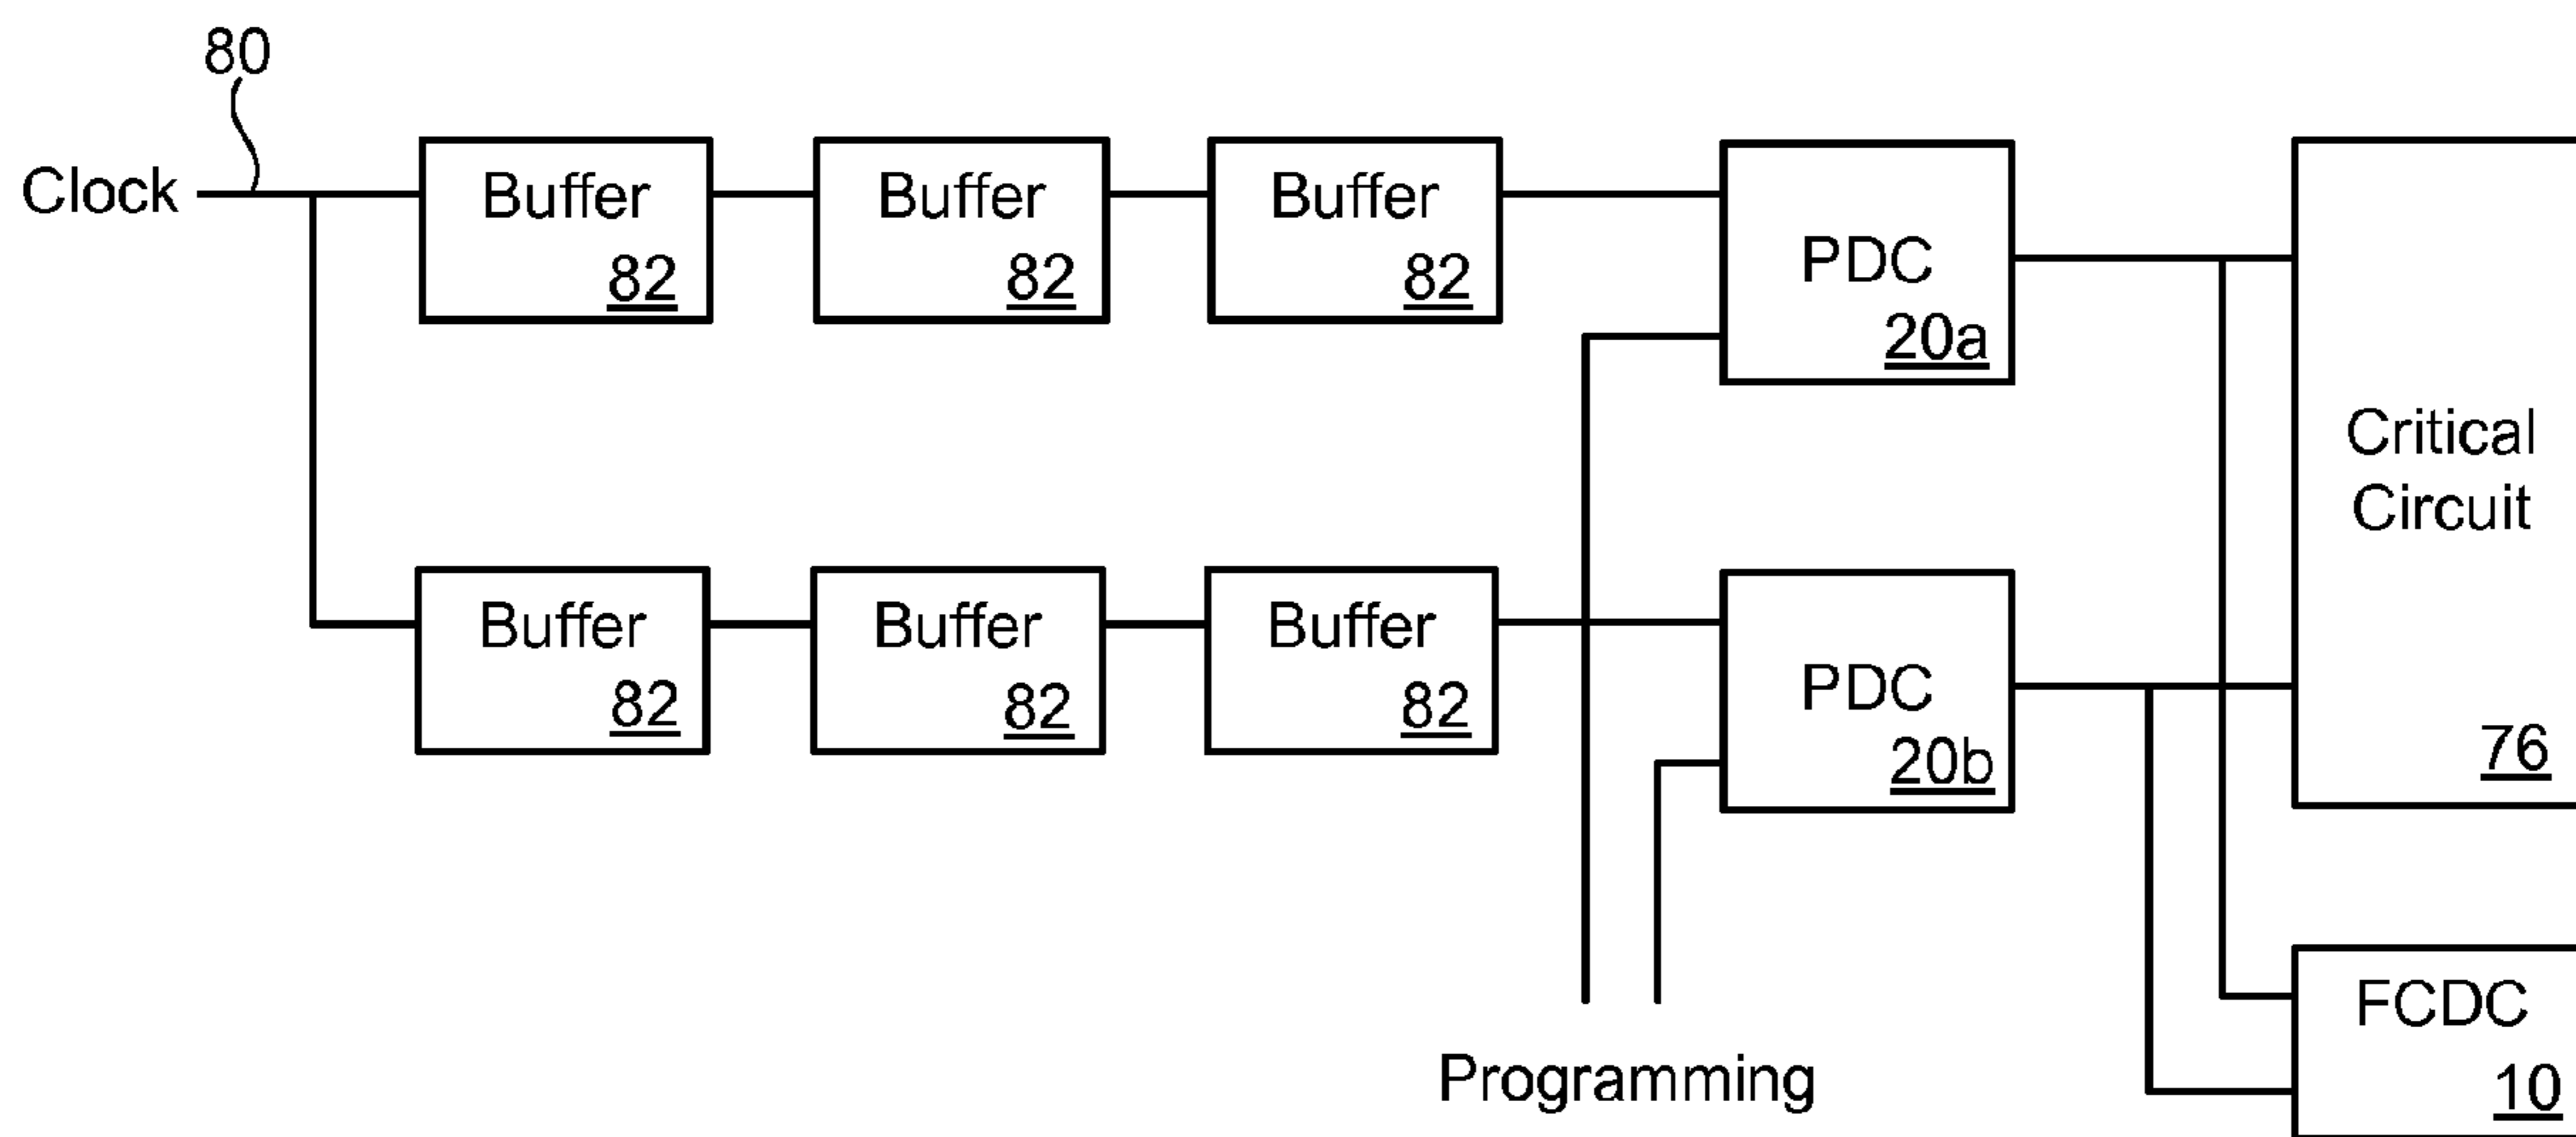 80
Clock
Buffer
82
Buffer
82
Buffer
82
PDC
20a
Critical
Circuit
76
Buffer
82
Buffer
82
Buffer
82
PDC
20b
Programming
FCDC
10